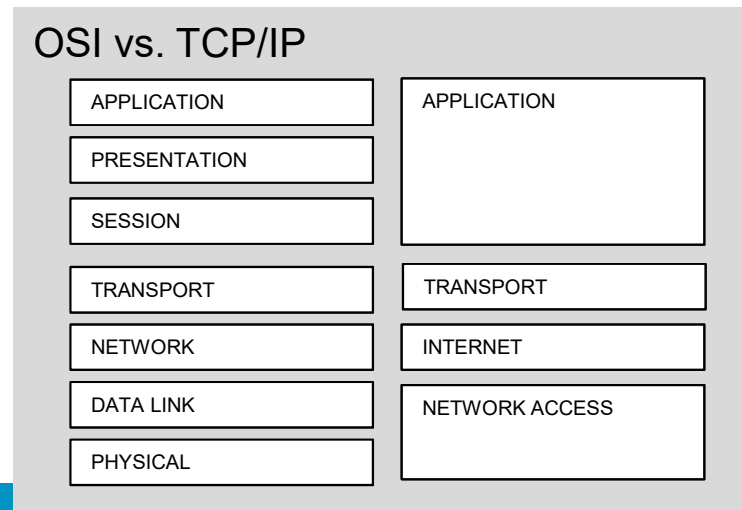 OSI vs. TCP/IP
APPLICATION
PRESENTATION
SESSION
TRANSPORT
NETWORK
DATA LINK
PHYSICAL
APPLICATION
TRANSPORT
INTERNET
NETWORK ACCESS